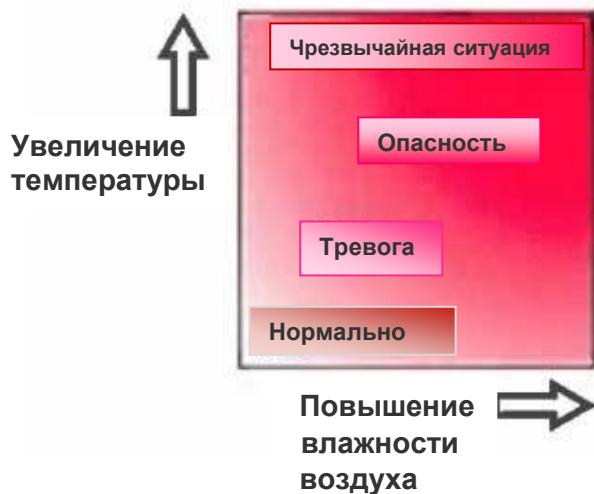 Чрезвычайная ситуация
Опасность
Увеличение
температуры
Тревога
Нормально
Повышение
влажности
воздуха